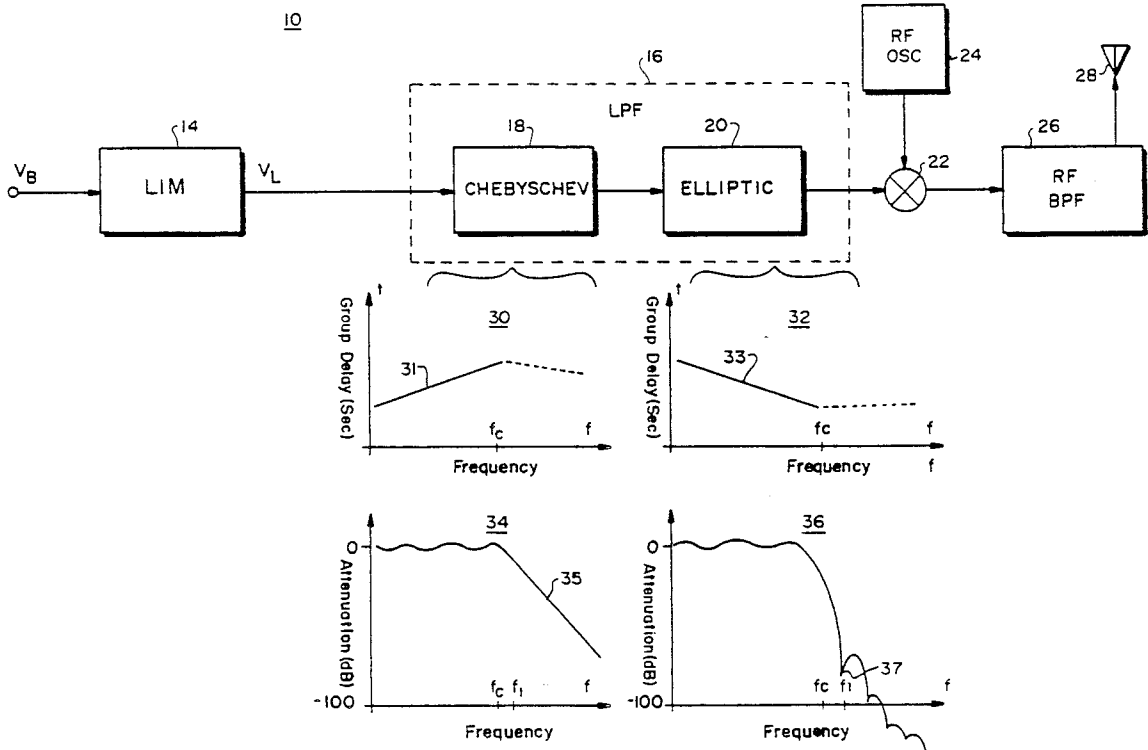 10
RF
OSC
24
28
16
LPF
14
18
20
22
26
V_B
LIM
V_L
CHEBYSCHEV
ELLIPTIC
RF
BPF
t
Group Delay (Sec)
30
31
f_c
f
Frequency
t
Group Delay (Sec)
32
33
fc
f
Frequency
f
34
0
Attenuation (dB)
35
-100
f_c
f_1
f
Frequency
36
0
Attenuation (dB)
37
-100
fc
f1
f
Frequency